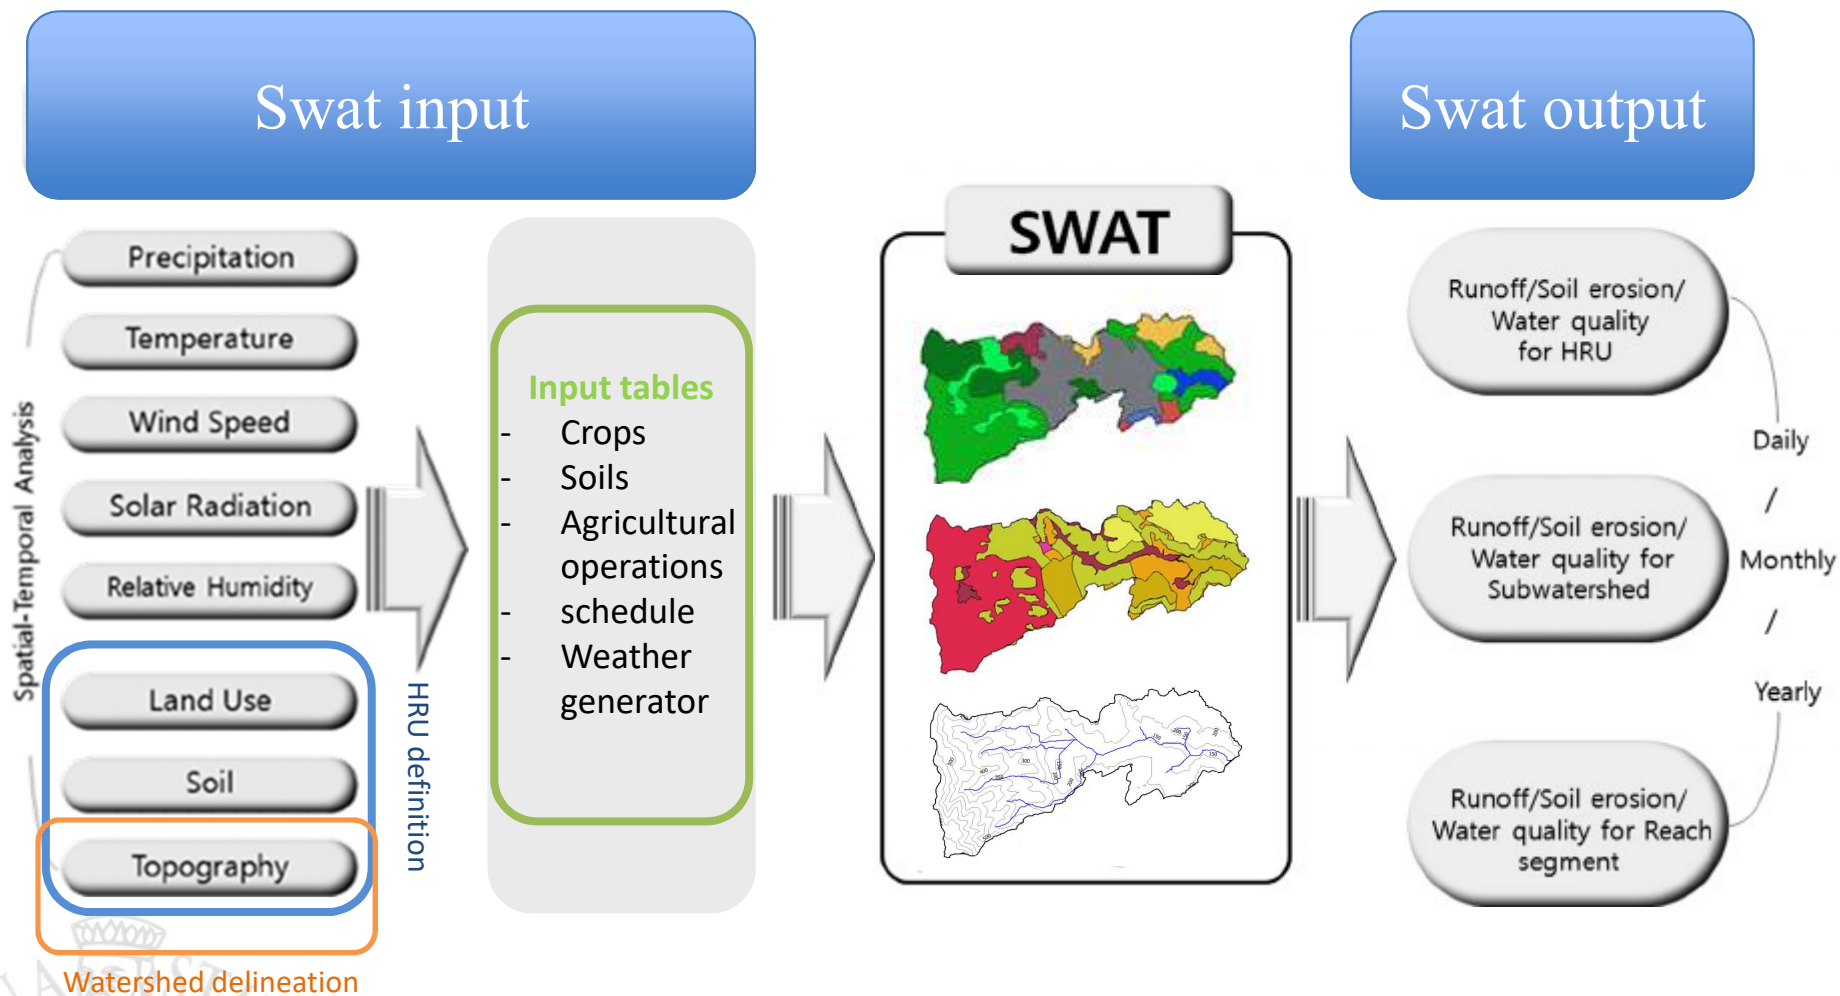 Swat input
Swat output
Spatial-Temporal Analysis
Precipitation
Temperature
Wind Speed
Solar Radiation
Relative Humidity
Land Use
Soil
Topography
HRU definition
Watershed delineation
Input tables
- Crops
- Soils
- Agricultural
operations
- schedule
- Weather
generator
SWAT
Runoff/Soil erosion/
Water quality
for HRU
Runoff/Soil erosion/
Water quality for
Subwatershed
Runoff/Soil erosion/
Water quality for Reach
segment
Daily
/
Monthly
/
Yearly